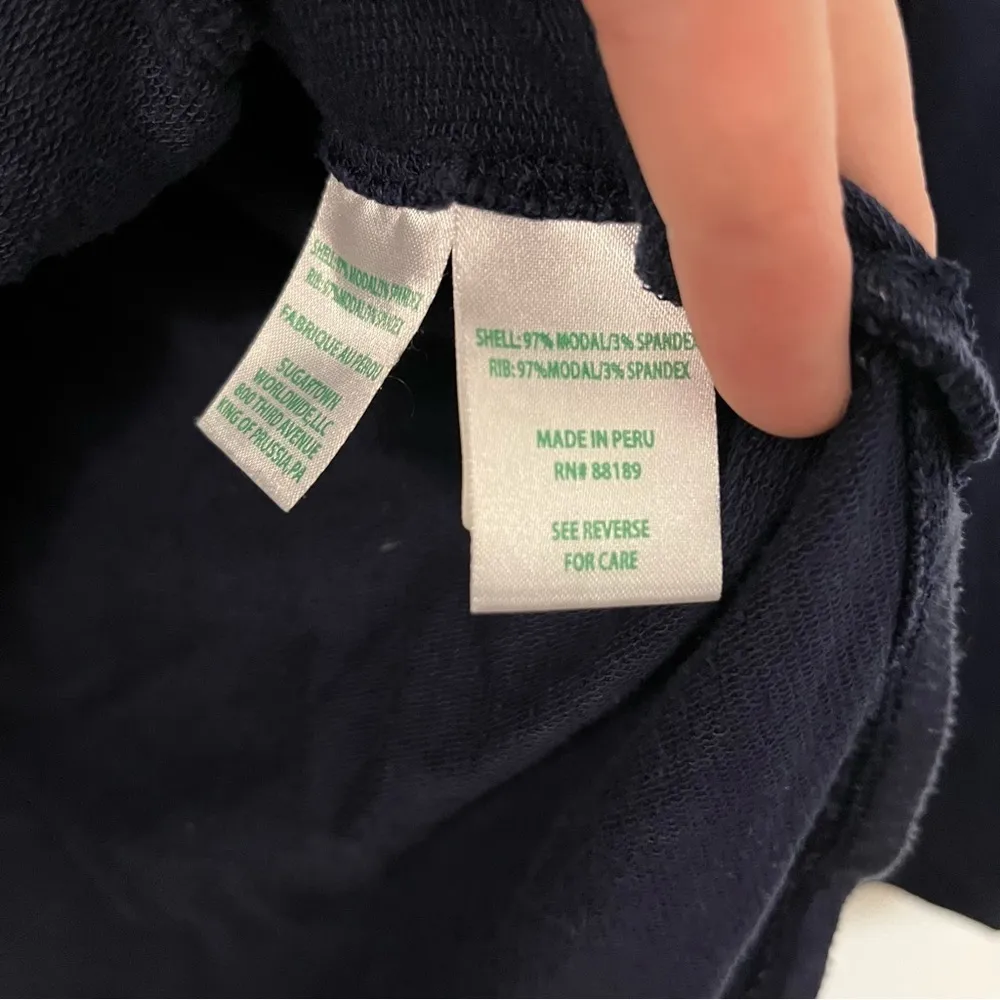 SHELL:97% MODAL/3% SPANDEX
RIB:97%MODAL/3% SPANDEX
FABRIQUE AU PEROU
SUGARTOWN
WORLDWIDE,LLC
800 THIRD AVENUE
KING OF PRUSSIA.PA
SHELL:97% MODAL/3% SPANDE
RIB:97%MODAL/3% SPANDEX
MADE IN PERU
RN# 88189
SEE REVERSE
FOR CARE